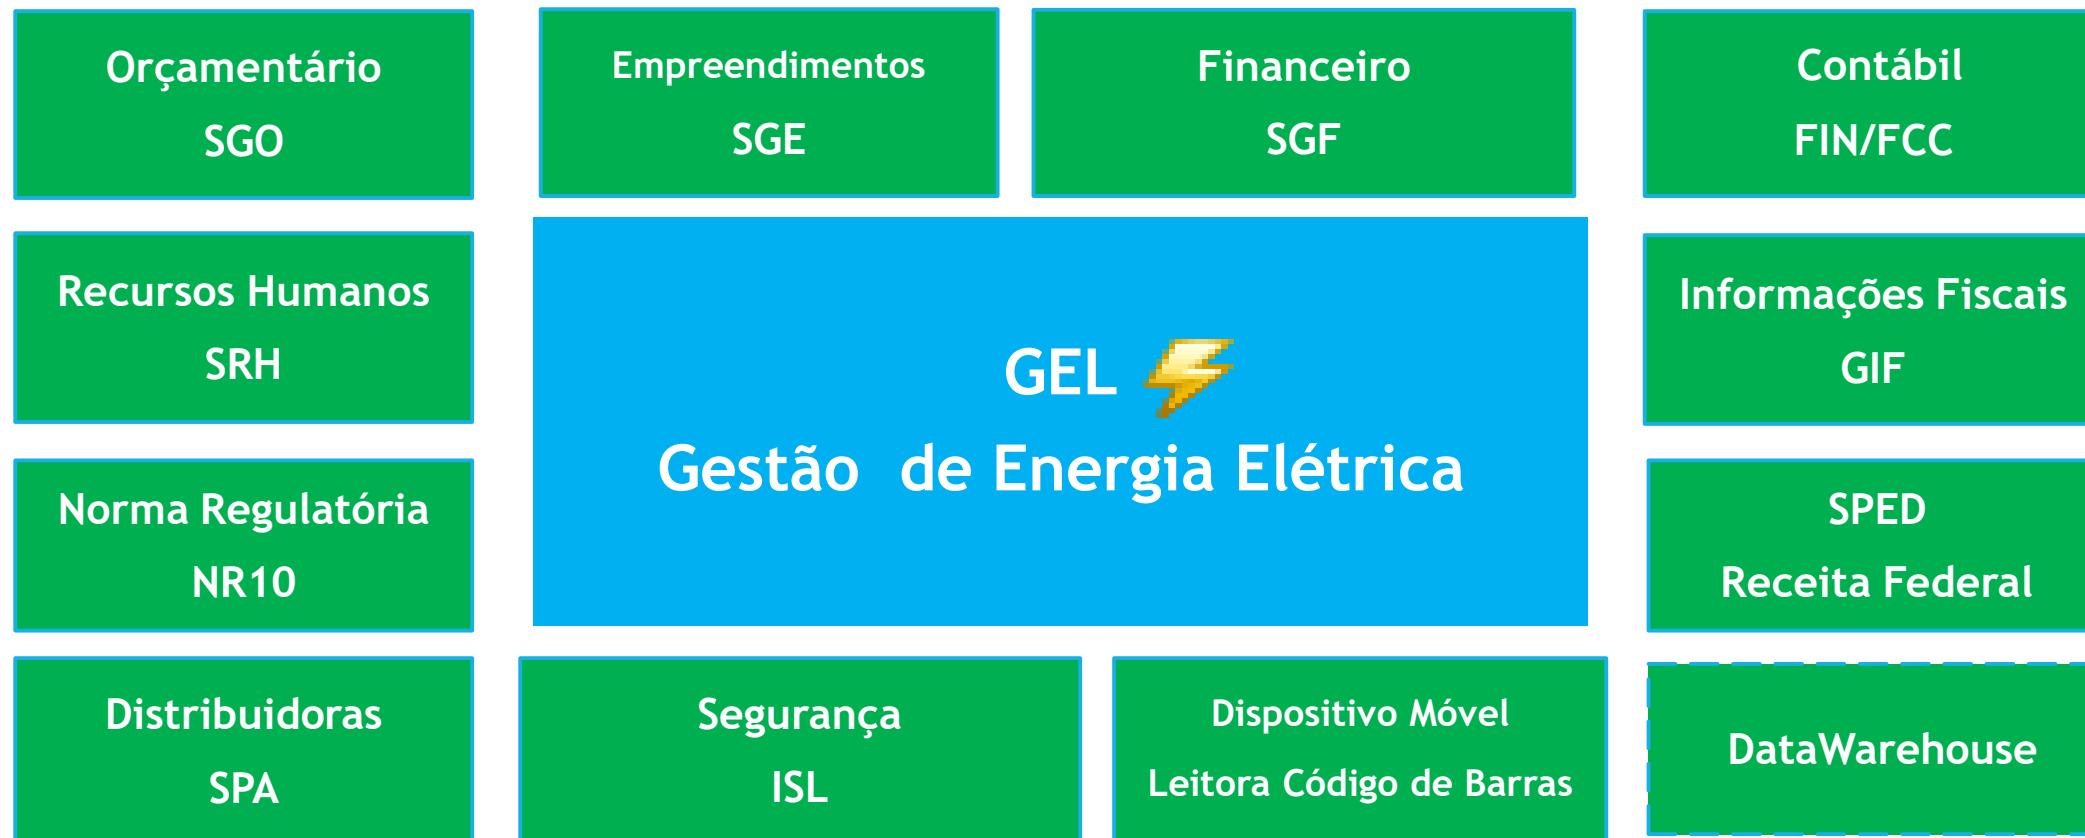 Orçamentário
SGO
Empreendimentos
SGE
Financeiro
SGF
Contábil
FIN/FCC
Recursos Humanos
SRH
GEL
Gestão de Energia Elétrica
Informações Fiscais
GIF
Norma Regulatória
NR10
SPED
Receita Federal
Distribuidoras
SPA
Segurança
ISL
Dispositivo Móvel
Leitora Código de Barras
DataWarehouse